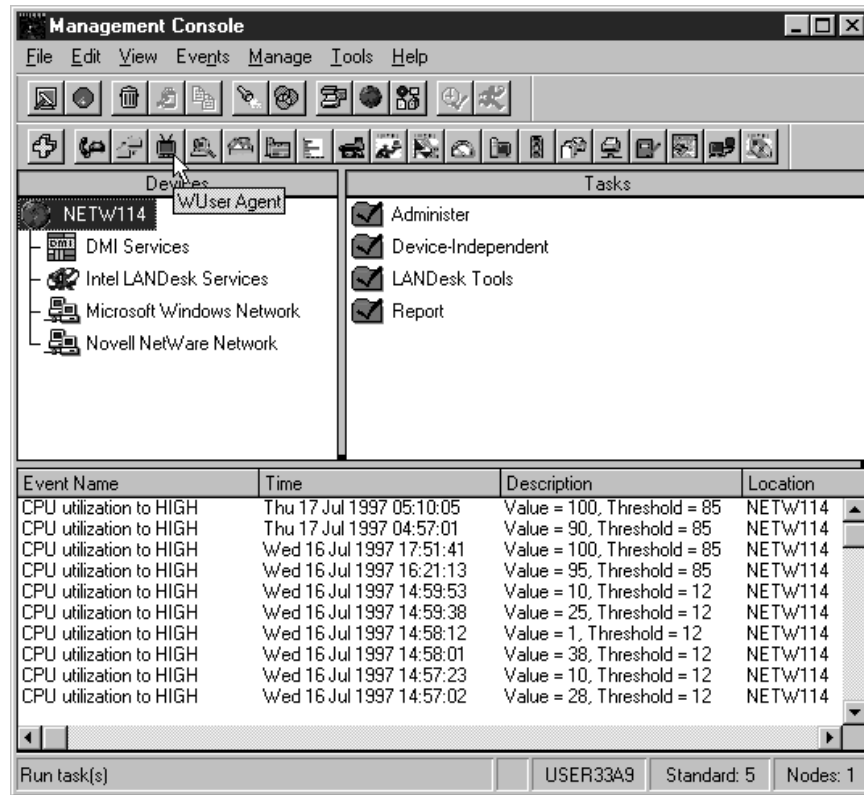 Management Console
File Edit View Events Manage Tools Help
Devices
Tasks
WUser Agent
NETW114
DMI
DMI Services
Intel LANDesk Services
Microsoft Windows Network
Novell NetWare Network
Administer
Device-Independent
LANDesk Tools
Report
Event Name Time Description Location
CPU utilization to HIGH Thu 17 Jul 1997 05:10:05 Value = 100, Threshold = 85 NETW114
CPU utilization to HIGH Thu 17 Jul 1997 04:57:01 Value = 90, Threshold = 85 NETW114
CPU utilization to HIGH Wed 16 Jul 1997 17:51:41 Value = 100, Threshold = 85 NETW114
CPU utilization to HIGH Wed 16 Jul 1997 16:21:13 Value = 95, Threshold = 85 NETW114
CPU utilization to HIGH Wed 16 Jul 1997 14:59:53 Value = 10, Threshold = 12 NETW114
CPU utilization to HIGH Wed 16 Jul 1997 14:59:38 Value = 25, Threshold = 12 NETW114
CPU utilization to HIGH Wed 16 Jul 1997 14:58:12 Value = 1, Threshold = 12 NETW114
CPU utilization to HIGH Wed 16 Jul 1997 14:58:01 Value = 38, Threshold = 12 NETW114
CPU utilization to HIGH Wed 16 Jul 1997 14:57:23 Value = 10, Threshold = 12 NETW114
CPU utilization to HIGH Wed 16 Jul 1997 14:57:02 Value = 28, Threshold = 12 NETW114
Run task(s) USER33A9 Standard: 5 Nodes: 1